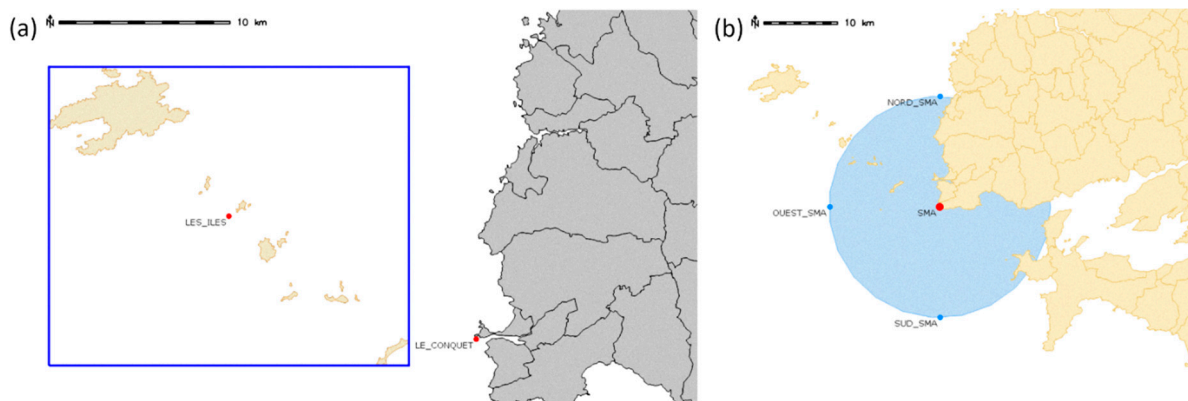 (a)
N
10 km
LES_ILES
LE_CONQUET
(b)
N
10 km
NORD_SMA
OUEST_SMA
SMA
SUD_SMA